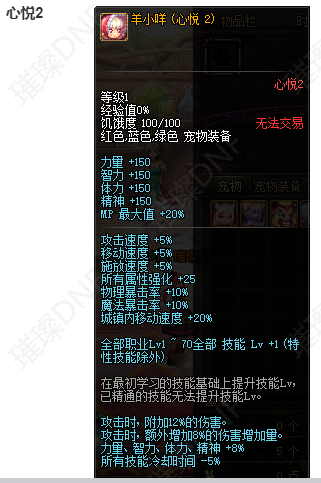 心悦2
羊小咩 (心悦 2)
物品栏
时
心悦2
等级1
经验值0%
饥饿度 100/100
无法交易
红色,蓝色,绿色 宠物装备
力量 +150
智力 +150
体力 +150
精神 +150
MP 最大值 +20%
宠物 宠物装备
攻击速度 +5%
移动速度 +5%
施放速度 +5%
所有属性强化 +25
物理暴击率 +10%
魔法暴击率 +10%
城镇内移动速度 +20%
全部职业Lv1 ~ 70全部 技能 Lv +1 (特
性技能除外)
在最初学习的技能基础上提升技能Lv,
已精通的技能无法提升技能Lv。
攻击时, 附加12%的伤害。
攻击时, 额外增加8%的伤害增加量。
力量、智力、体力、精神 +8%
所有技能冷却时间 -5%